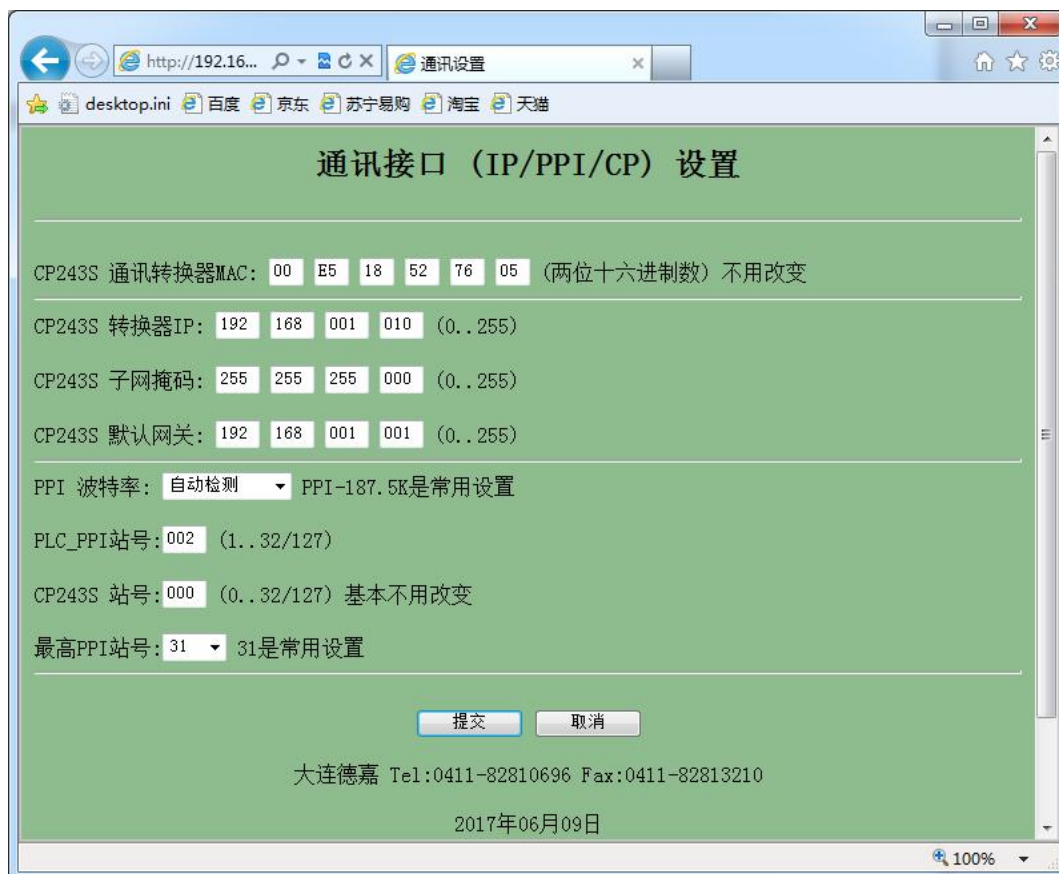 http://192.16...
通讯设置
desktop.ini 百度 京东 苏宁易购 淘宝 天猫
通讯接口 (IP/PPI/CP) 设置
CP243S 通讯转换器MAC: 00 E5 18 52 76 05 (两位十六进制数) 不用改变
CP243S 转换器IP: 192 168 001 010 (0..255)
CP243S 子网掩码: 255 255 255 000 (0..255)
CP243S 默认网关: 192 168 001 001 (0..255)
PPI 波特率: 自动检测 PPI-187.5K是常用设置
PLC_PPI站号:002 (1..32/127)
CP243S 站号:000 (0..32/127) 基本不用改变
最高PPI站号:31 31是常用设置
提交 取消
大连德嘉 Tel:0411-82810696 Fax:0411-82813210
2017年06月09日
100%